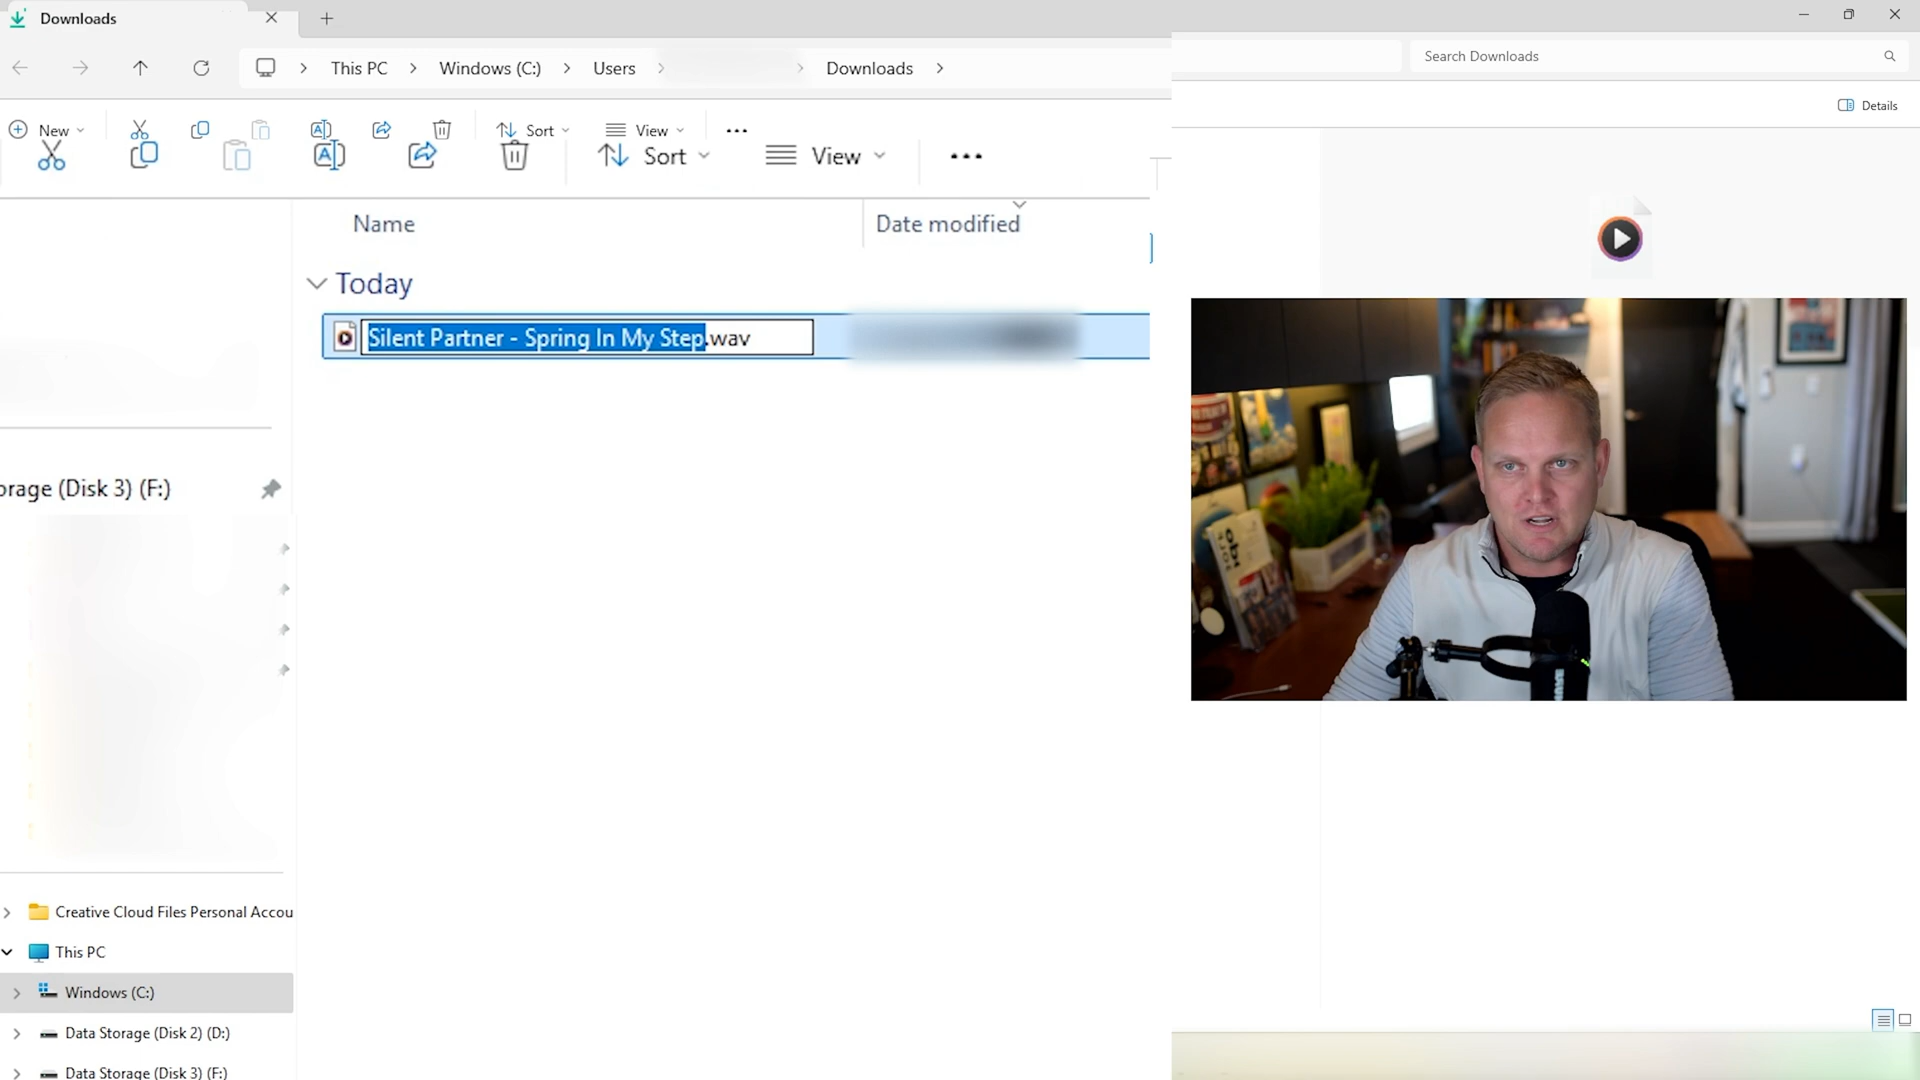 Downloads
This PC > Windows (C:) > Users > > Downloads >
Search Downloads
New
Sort
View
Details
Sort
View
Name
Date modified
Today
Silent Partner - Spring In My Step.wav
orage (Disk 3) (F:)
Creative Cloud Files Personal Accou
This PC
Windows (C:)
Data Storage (Disk 2) (D:)
Data Storage (Disk 3) (F:)